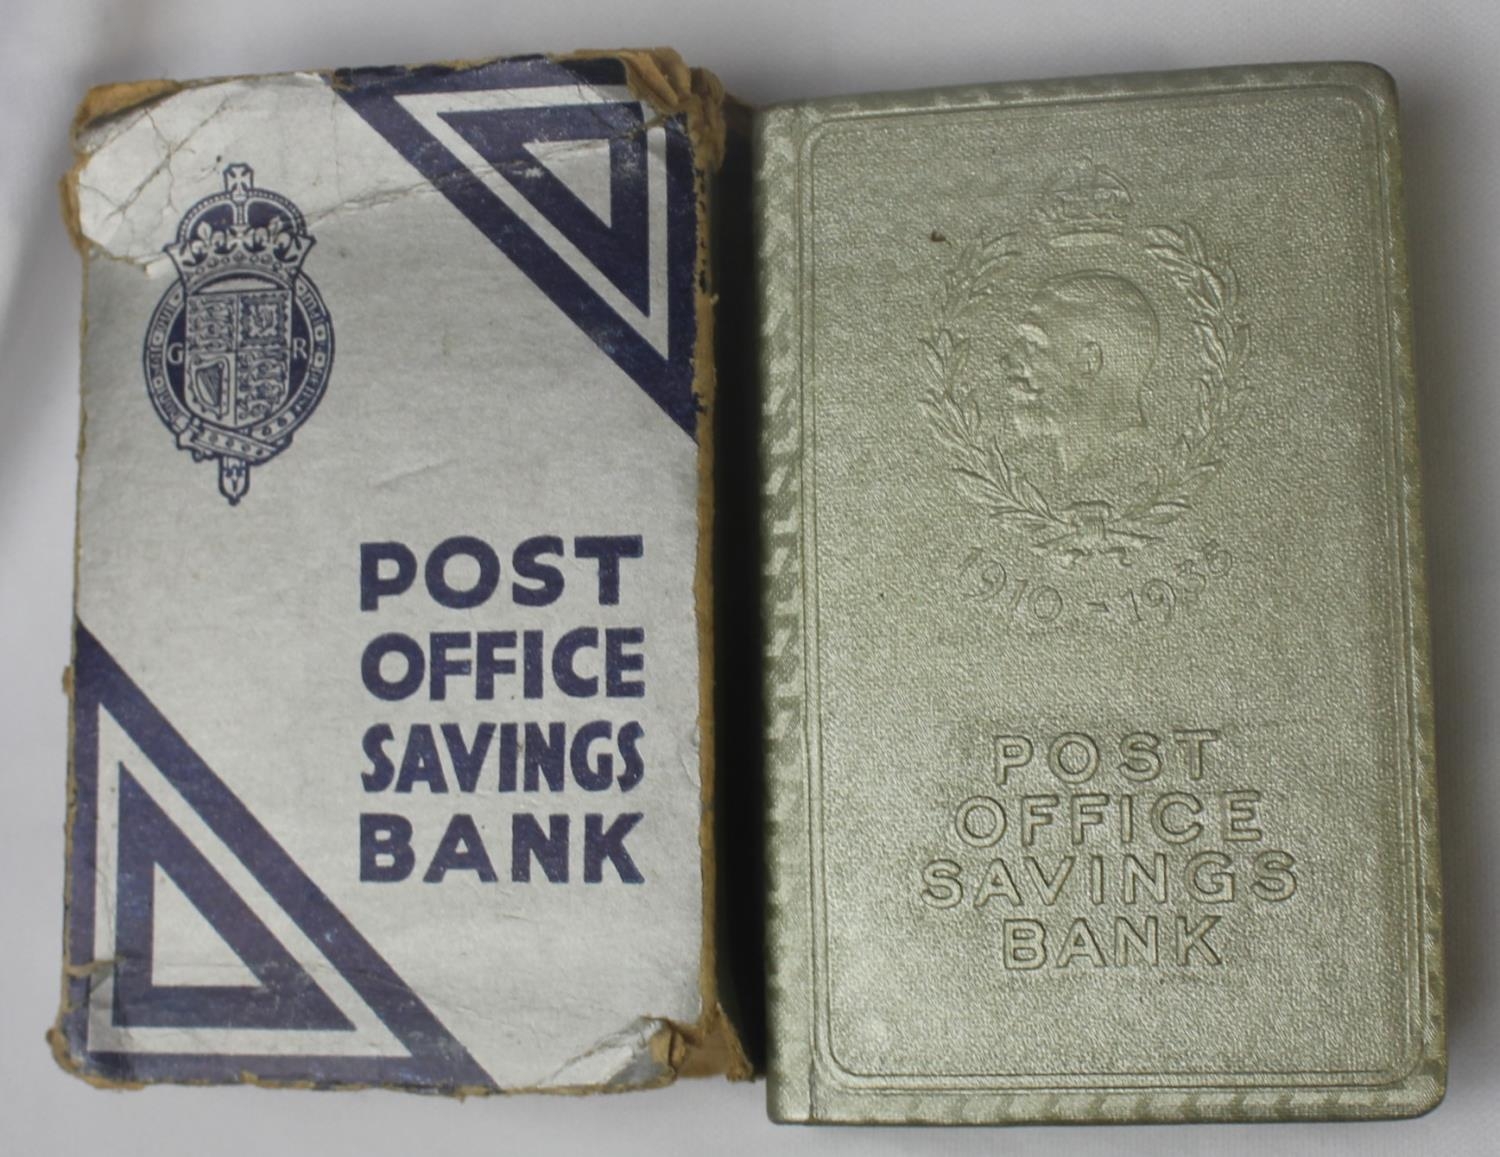 G R
POST
OFFICE
SAVINGS
BANK
1910-1935
POST
OFFICE
SAVINGS
BANK